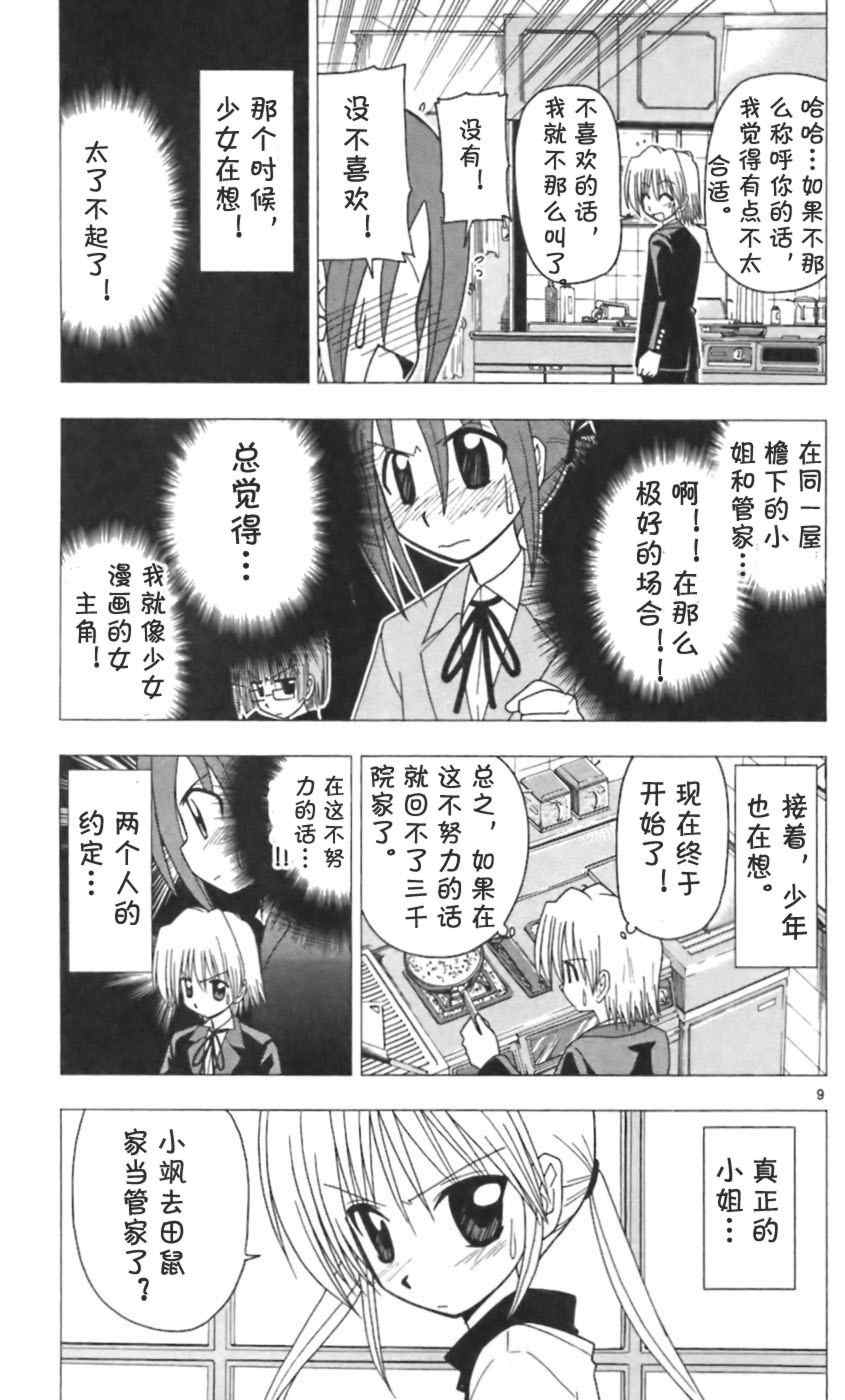 哈哈…如果不那
么称呼你的话，
我觉得有点不太
合适。
不喜欢的话，
我就不那么叫了。
没有！
没不喜欢！
那个时候，
少女在想！
太了不起了！
在同一屋
檐下的小
姐和管家…
啊！！在那么
极好的场合！！
总觉得…
我就像少女
漫画的女
主角！
接着，少年
也在想。
现在终于
开始了！
总之，如果在
这不努力的话
就回不了三千
院家了。
在这不努
力的话…
!!
两个人的
约定…
9
真正的
小姐…
小飒去田鼠
家当管家了？